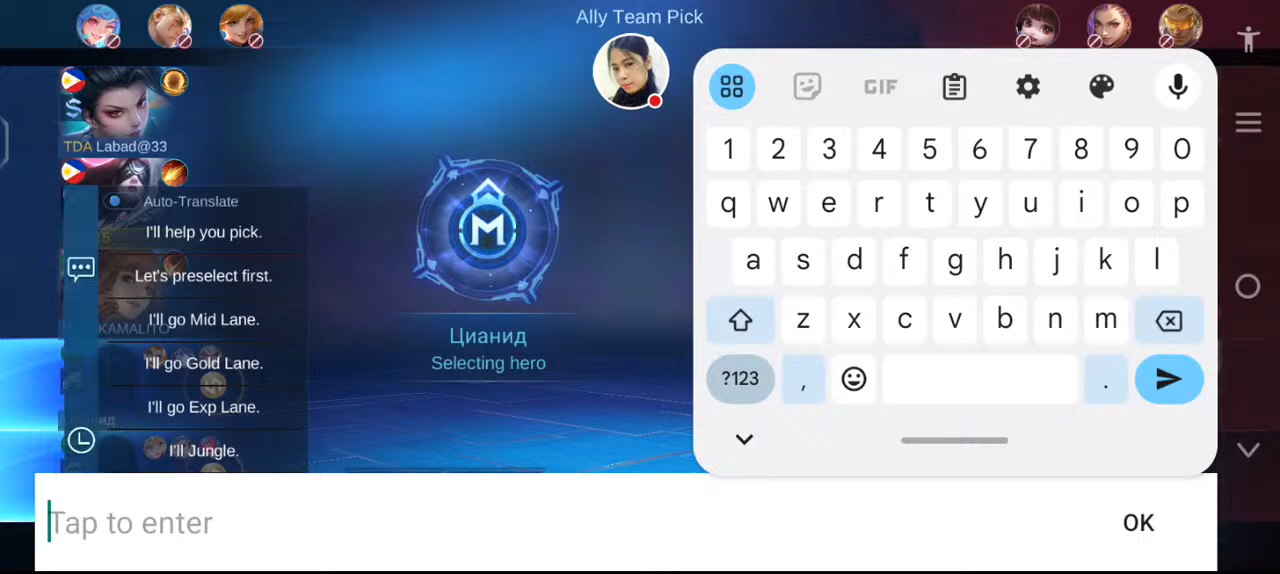 Ally Team Pick
TDA Labad@33
Auto-Translate
I'll help you pick.
Let's preselect first.
I'll go Mid Lane.
KAMALITO
I'll go Gold Lane.
I'll go Exp Lane.
I'll Jungle.
Цианид
Selecting hero
GIF
1 2 3 4 5 6 7 8 9 0
q w e r t y u i o p
a s d f g h j k l
z x c v b n m
?123 , .
Tap to enter
OK